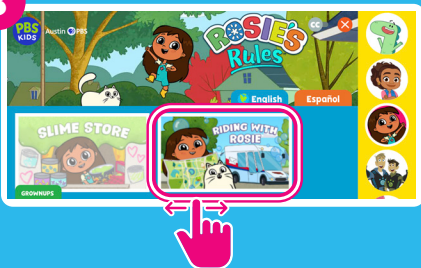 PBS KIDS
Austin PBS
ROSIE'S Rules
CC
English
Español
SLIME STORE
RIDING WITH ROSIE
GROWNUPS